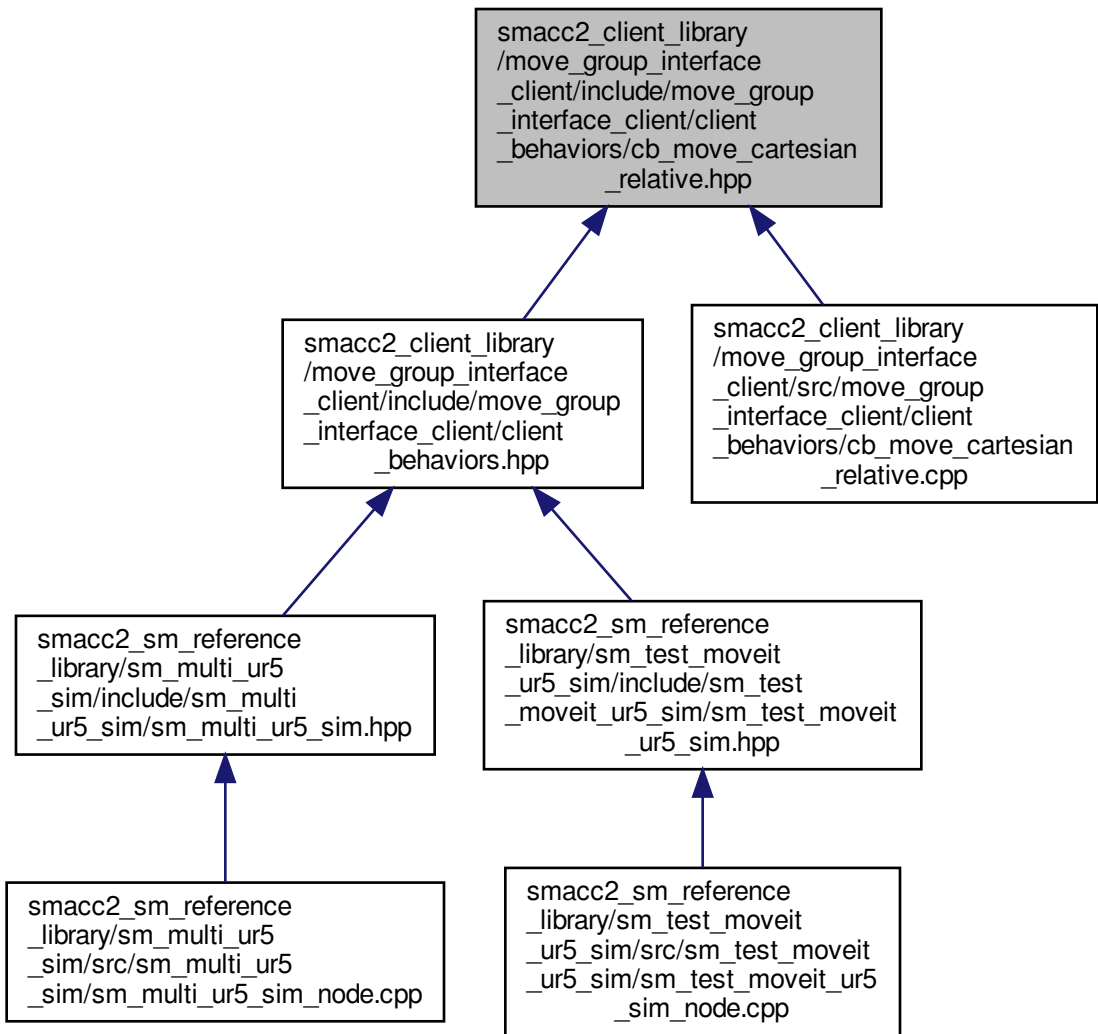 smacc2_client_library
/move_group_interface
_client/include/move_group
_interface_client/client
_behaviors/cb_move_cartesian
_relative.hpp
smacc2_client_library
/move_group_interface
_client/include/move_group
_interface_client/client
_behaviors.hpp
smacc2_client_library
/move_group_interface
_client/src/move_group
_interface_client/client
_behaviors/cb_move_cartesian
_relative.cpp
smacc2_sm_reference
_library/sm_multi_ur5
_sim/include/sm_multi
_ur5_sim/sm_multi_ur5_sim.hpp
smacc2_sm_reference
_library/sm_test_moveit
_ur5_sim/include/sm_test
_moveit_ur5_sim/sm_test_moveit
_ur5_sim.hpp
smacc2_sm_reference
_library/sm_multi_ur5
_sim/src/sm_multi_ur5
_sim/sm_multi_ur5_sim_node.cpp
smacc2_sm_reference
_library/sm_test_moveit
_ur5_sim/src/sm_test_moveit
_ur5_sim/sm_test_moveit_ur5
_sim_node.cpp